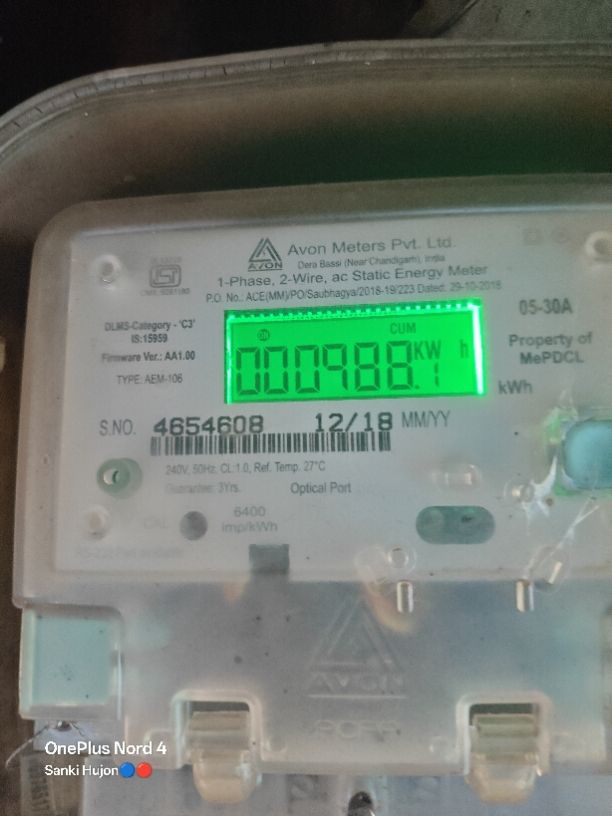 AVON
Avon Meters Pvt. Ltd.
Dera Bassi (Near Chandigarh), India
1-Phase, 2-Wire, ac Static Energy Meter
P.O. No.: ACE(MM)/PO/Saubhagya/2018-19/223 Dated: 29-10-2018
05-30A
DLMS-Category - 'C3'
IS:15959
Firmware Ver.: AA1.00
TYPE: AEM-106
CUM
000988.1 KW h
kWh
Property of
MePDCL
S.NO. 4654608 12/18 MM/YY
240V, 50Hz, CL:1.0, Ref. Temp. 27°C
Guarantee: 3Yrs. Optical Port
CAL
6400
imp/kWh
AVON
OnePlus Nord 4
Sanki Hujon🔵🔴